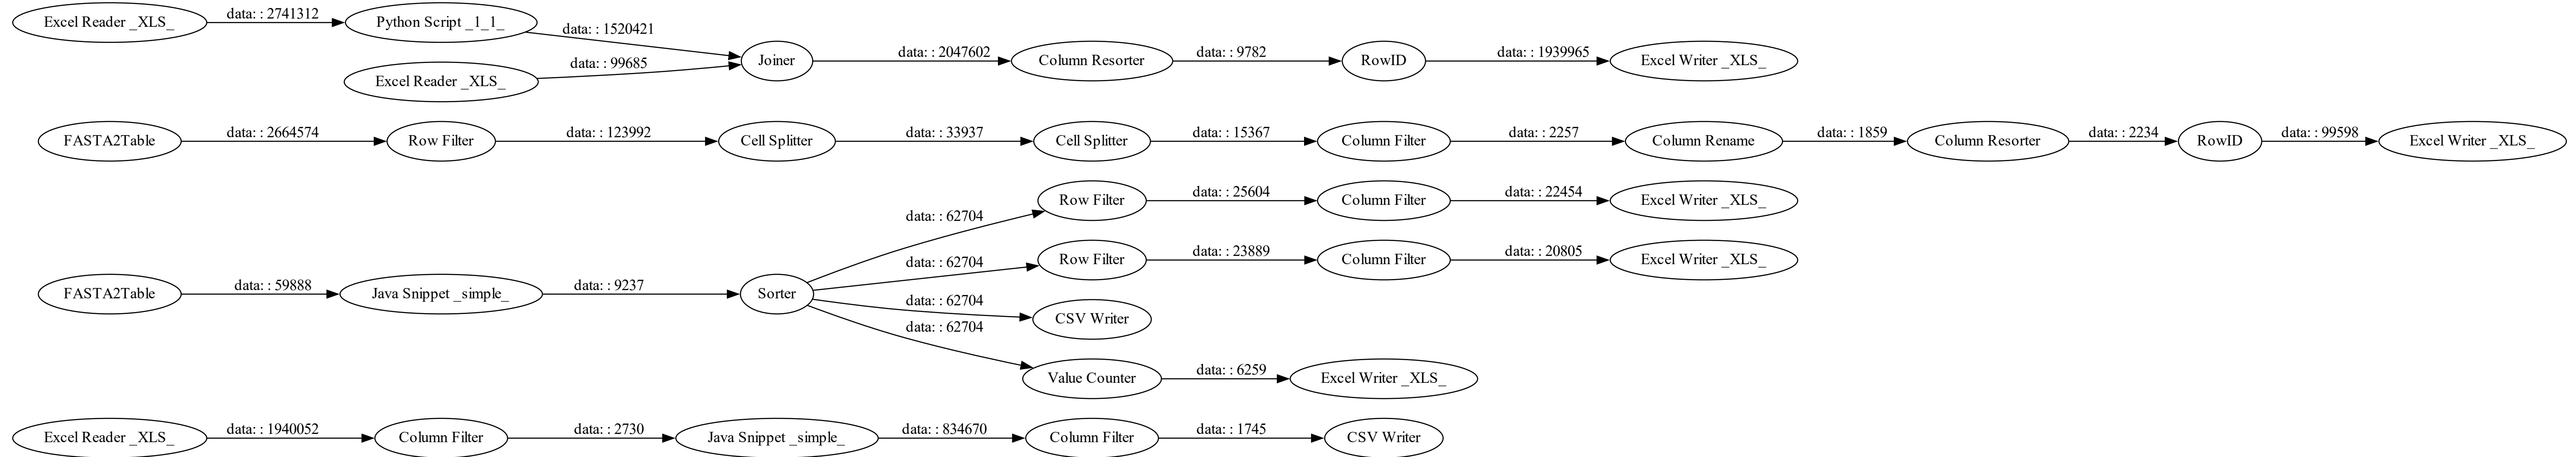 Excel Reader _XLS_
data: : 2741312
Python Script _1_1_
data: : 1520421
Excel Reader _XLS_
data: : 99685
Joiner
data: : 2047602
Column Resorter
data: : 9782
RowID
data: : 1939965
Excel Writer _XLS_
FASTA2Table
data: : 2664574
Row Filter
data: : 123992
Cell Splitter
data: : 33937
Cell Splitter
data: : 15367
Column Filter
data: : 2257
Column Rename
data: : 1859
Column Resorter
data: : 2234
RowID
data: : 99598
Excel Writer _XLS_
FASTA2Table
data: : 59888
Java Snippet _simple_
data: : 9237
Sorter
data: : 62704
Row Filter
data: : 25604
Column Filter
data: : 22454
Excel Writer _XLS_
data: : 62704
Row Filter
data: : 23889
Column Filter
data: : 20805
Excel Writer _XLS_
data: : 62704
CSV Writer
data: : 62704
Value Counter
data: : 6259
Excel Writer _XLS_
Excel Reader _XLS_
data: : 1940052
Column Filter
data: : 2730
Java Snippet _simple_
data: : 834670
Column Filter
data: : 1745
CSV Writer